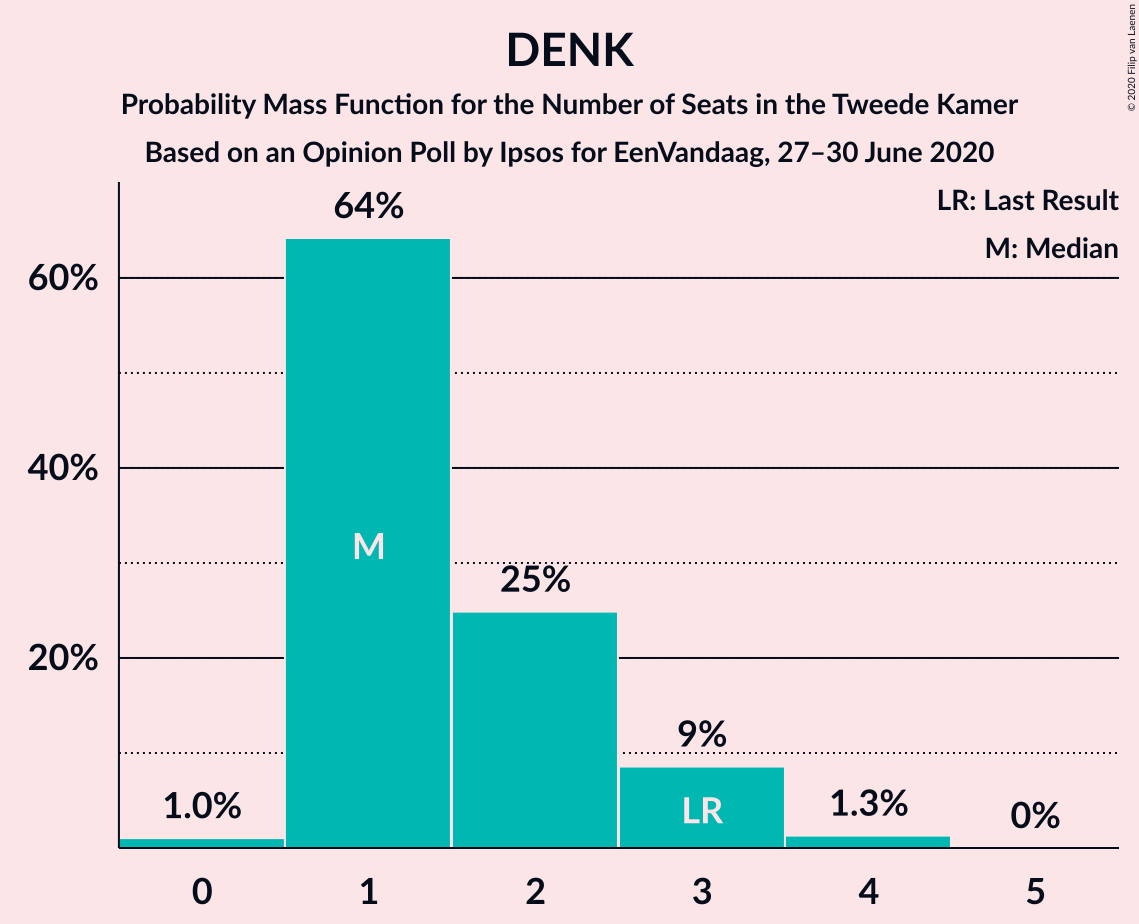 DENK
Probability Mass Function for the Number of Seats in the Tweede Kamer
Based on an Opinion Poll by Ipsos for EenVandaag, 27–30 June 2020
© 2020 Filip van Laenen
LR: Last Result
M: Median
64%
60%
40%
M
25%
20%
9%
1.0%
LR
1.3%
0%
0 1 2 3 4 5